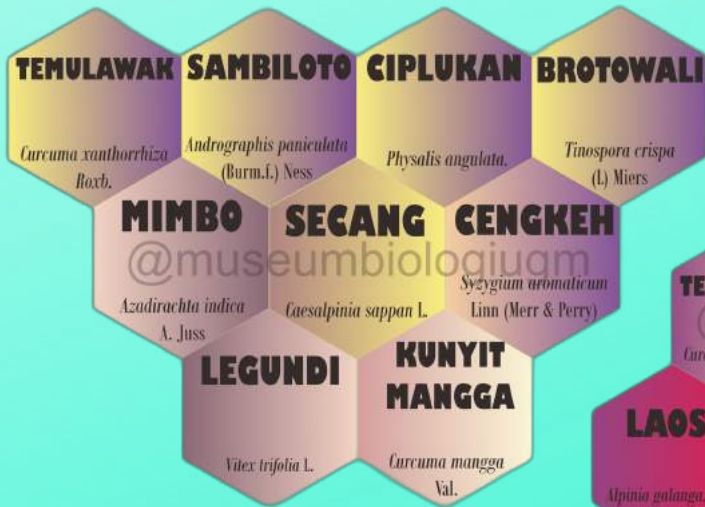 TEMULAWAK
Curcuma xanthorrhiza
Roxb.
SAMBILOTO
Andrographis paniculata
(Burm.f.) Ness
CIPLUKAN
Physalis angulata.
BROTOWALI
Tinospora crispa
(L) Miers
MIMBO
Azadirachta indica
A. Juss
SECANG
Caesalpinia sappan L.
CENGKEH
Syzygium aromaticum
Linn (Merr & Perry)
@museumbiologiugm
LEGUNDI
Vitex trifolia L.
KUNYIT
MANGGA
Curcuma mangga
Val.
LAOS
Alpinia galanga